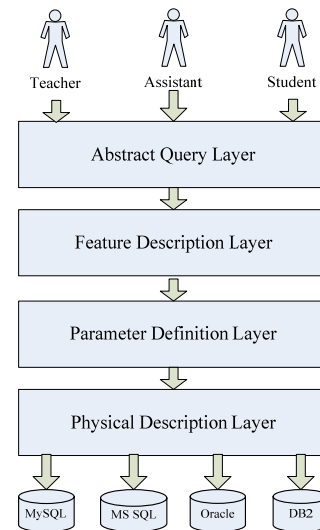 Teacher Assistant Student
Abstract Query Layer
Feature Description Layer
Parameter Definition Layer
Physical Description Layer
MySQL MS SQL Oracle DB2